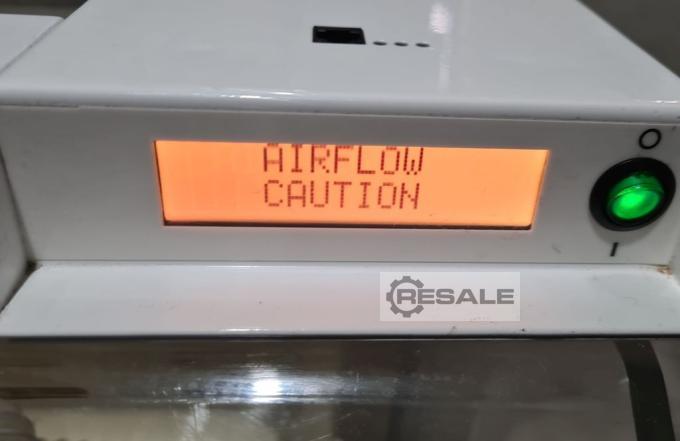 AIRFLOW
CAUTION
O
I
RESALE